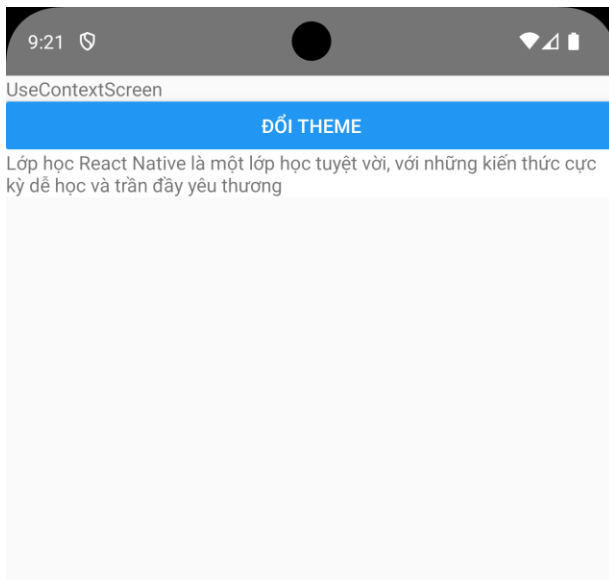 9:21
UseContextScreen
ĐỔI THEME
Lớp học React Native là một lớp học tuyệt vời, với những kiến thức cực
kỳ dễ học và trần đầy yêu thương